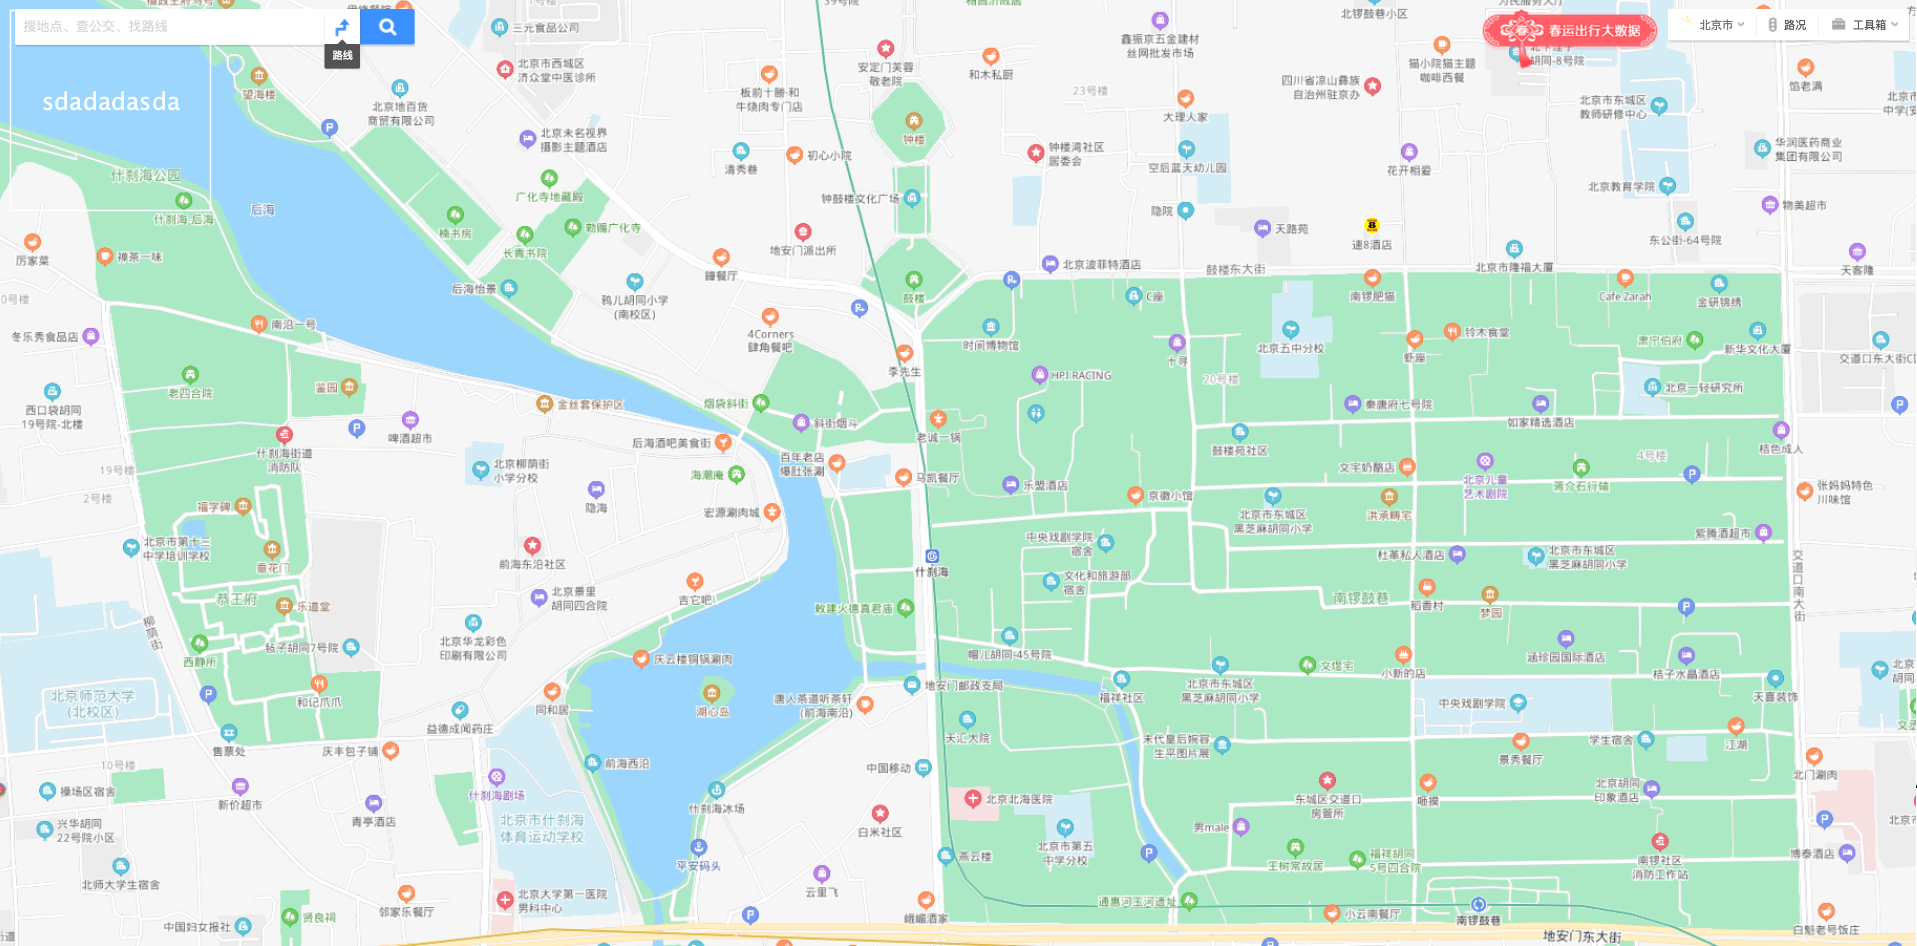 搜地点、查公交、找路线
路线
sdadadasda
春运出行大数据
北京市
路况
工具箱
三元食品公司
北锣鼓巷小区
鑫振京五金建材
丝网批发市场
安定门芙蓉
敬老院
和木私厨
猫小院猫主题
咖啡西餐
胡同-8号院
馅老满
北京市西城区
济众堂中医诊所
望海楼
北京地百货
商贸有限公司
板前十勝·和
牛烧肉专门店
23号楼
四川省凉山彝族
自治州驻京办
大理人家
北京市东城区
教师研修中心
北京未名视界
摄影主题酒店
钟楼
清秀巷
初心小院
钟楼湾社区
居委会
空后蓝天幼儿园
花开相爱
华润医药商业
集团有限公司
什刹海公园
什刹海-后海
后海
广化寺地藏殿
楠书房
长青书院
勅赐广化寺
钟鼓楼文化广场
隐院
北京教育学院
物美超市
天路苑
速8酒店
东公街-64号院
厉家菜
禅茶一味
地安门派出所
鐘餐厅
北京波菲特酒店
鼓楼东大街
北京市隆福大厦
天客隆
后海怡景
鸦儿胡同小学
(南校区)
鼓楼
C座
南锣肥猫
Cafe Zarah
金研锦绣
冬乐秀食品店
南沿一号
4Corners
肆角餐吧
时间博物馆
十寻
北京五中分校
虾座
铃木食堂
肃宁伯府
新华文化大厦
李先生
HPI RACING
20号楼
北京一轻研究所
老四合院
鉴园
金丝套保护区
烟袋斜街
斜街烟斗
秦唐府七号院
如家精选酒店
西口袋胡同
19号院-北楼
啤酒超市
后海酒吧美食街
老诚一锅
鼓楼苑社区
桔色成人
什刹海街道
消防队
19号楼
2号楼
北京柳荫街
小学分校
海潮庵
百年老店
爆肚张涮
马凯餐厅
乐盟酒店
京徽小馆
文宇奶酪店
北京儿童
艺术剧院
4号楼
蒋介石行辕
张妈妈特色
川味馆
福字碑
隐海
宏源涮肉城
北京市东城区
黑芝麻胡同小学
洪承畴宅
北京市第十三
中学培训学校
垂花门
前海东沿社区
什刹海
中央戏剧学院
宿舍
文化和旅游部
宿舍
杜革私人酒店
北京市东城区
黑芝麻胡同小学
紫腾酒超市
交道口南大街
恭王府
乐道堂
柳荫街
北京景里
胡同四合院
吉它吧
敕建火德真君庙
南锣鼓巷
稻香村
梦园
西静所
毡子胡同7号院
北京华龙彩色
印刷有限公司
庆云楼铜锅涮肉
帽儿胡同-45号院
北京市东城区
黑芝麻胡同小学
文煜宅
小新的店
涵珍园国际酒店
桔子水晶酒店
北京师范大学
(北校区)
和记爪爪
同和居
湖心岛
唐人茶道听茶轩
(前海南沿)
地安门邮政支局
福祥社区
中央戏剧学院
天喜装饰
售票处
庆丰包子铺
益德成闻药庄
天汇大院
末代皇后婉容
生平图片展
景秀餐厅
学生宿舍
江湖
10号楼
前海西沿
中国移动
北门涮肉
操场区宿舍
新价超市
什刹海剧场
什刹海冰场
北京北海医院
东城区交道口
房管所
咂摸
北京胡同
印象酒店
兴华胡同
22号院小区
青亭酒店
北京市什刹海
体育运动学校
白米社区
男male
平安码头
燕云楼
北京市第五
中学分校
王树常故居
福祥胡同
5号四合院
南锣社区
消防工作站
博泰酒店
北师大学生宿舍
邻家乐餐厅
北京大学第一医院
男科中心
云里飞
通惠河玉河遗址
中国妇女报社
贤良祠
峨嵋酒家
小云南餐厅
南锣鼓巷
地安门东大街
白魁老号饭庄